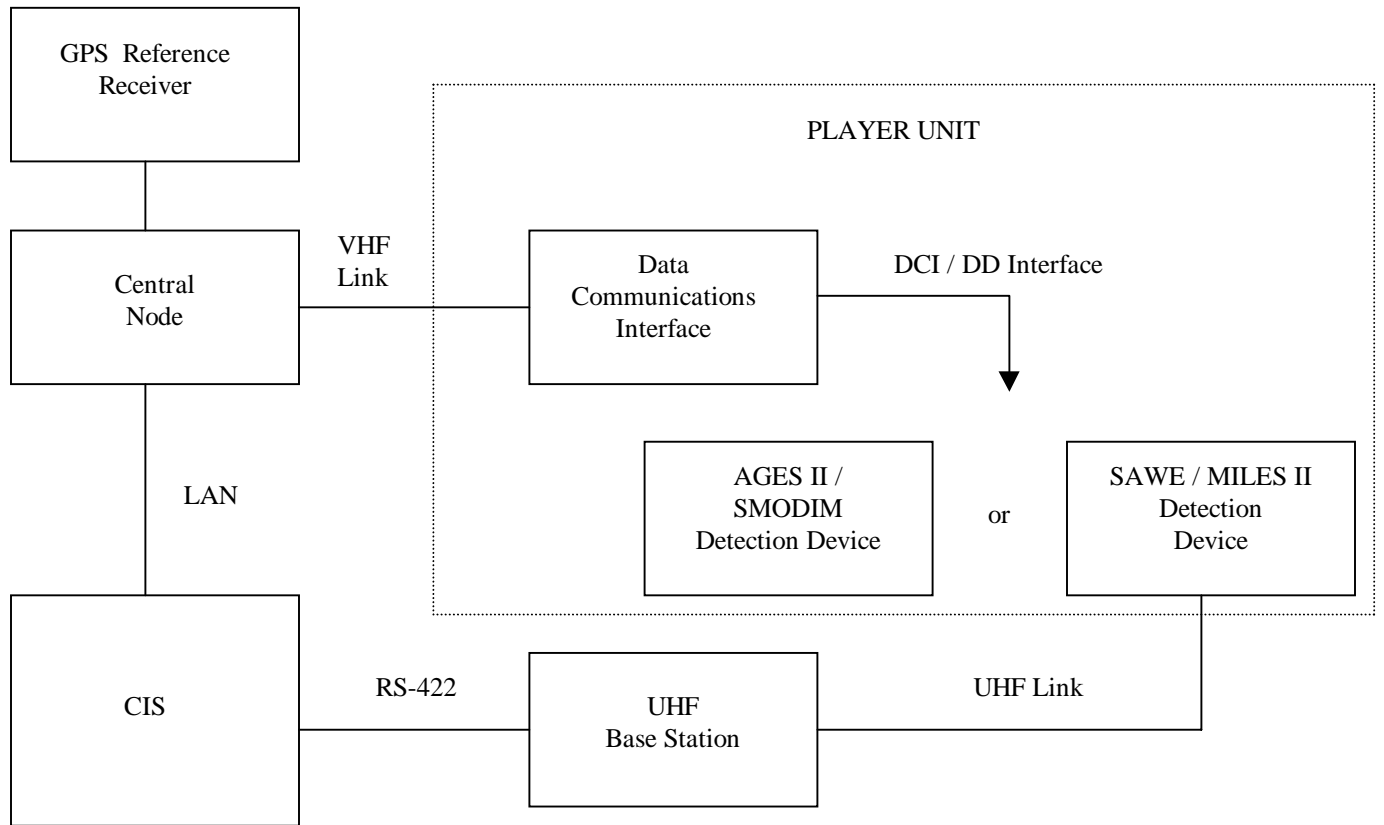 GPS Reference
Receiver
PLAYER UNIT
Central
Node
VHF
Link
Data
Communications
Interface
DCI / DD Interface
LAN
AGES II /
SMODIM
Detection Device
or
SAWE / MILES II
Detection
Device
CIS
RS-422
UHF
Base Station
UHF Link